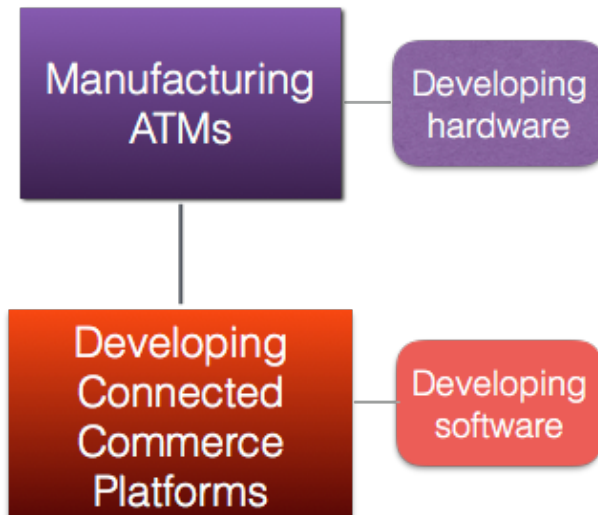 Manufacturing
ATMs
Developing
hardware
Developing
Connected
Commerce
Platforms
Developing
software